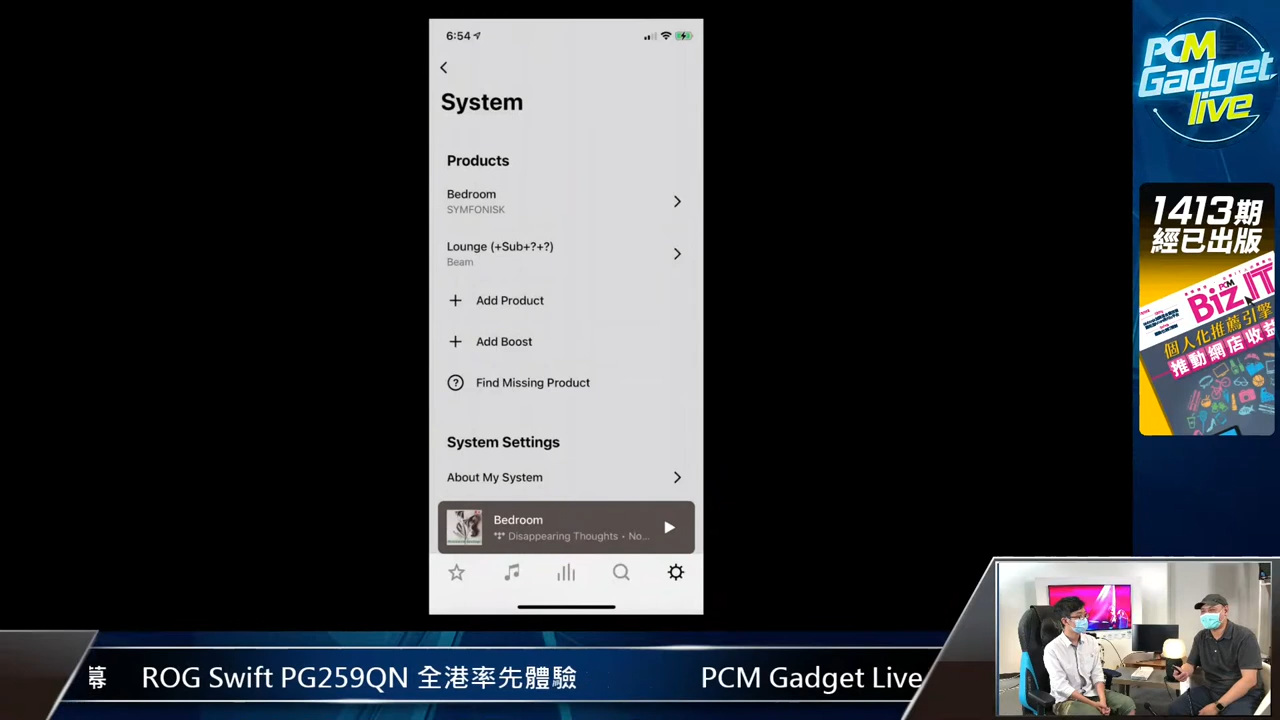 6:54
System
Products
Bedroom
SYMFONISK
Lounge (+Sub+?+?)
Beam
Add Product
Add Boost
Find Missing Product
System Settings
About My System
Bedroom
Disappearing Thoughts • No...
PCM
Gadget
live
1413期
經已出版
PCM
Biz.IT
個人化推薦引擎
推動網店收益
幕 ROG Swift PG259QN 全港率先體驗 PCM Gadget Live